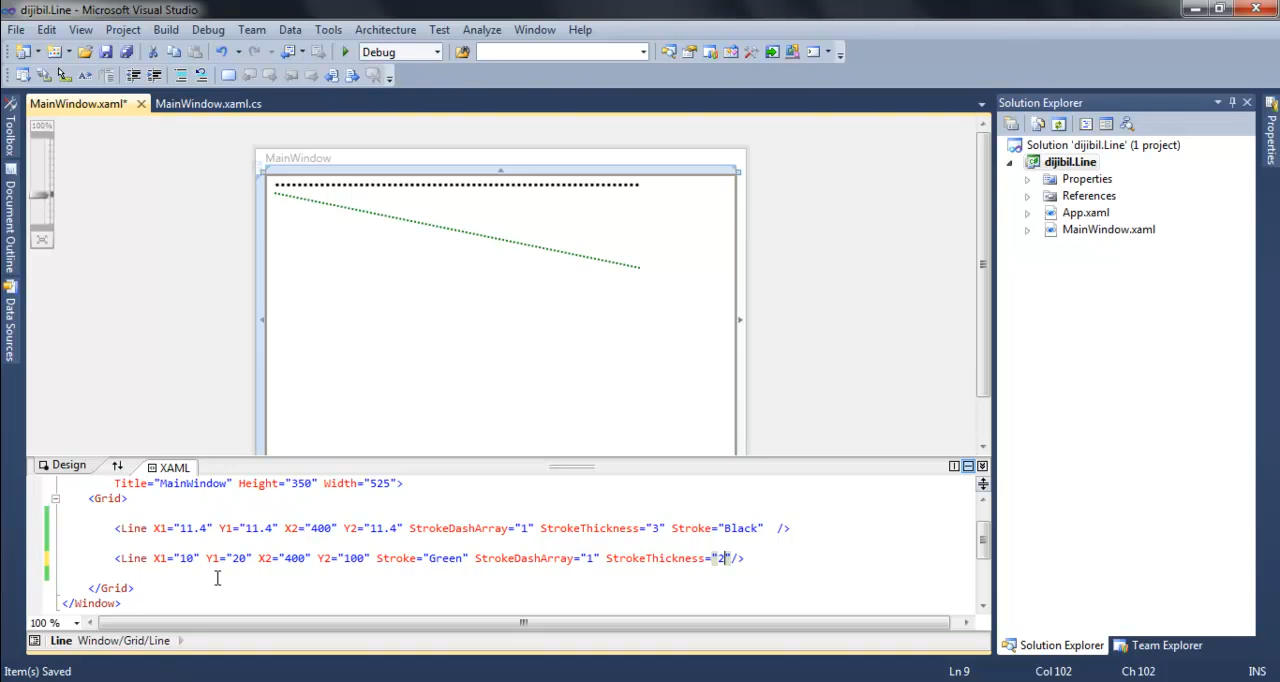 dijibil.Line - Microsoft Visual Studio
File Edit View Project Build Debug Team Data Tools Architecture Test Analyze Window Help
Debug
MainWindow.xaml* MainWindow.xaml.cs
100%
MainWindow
Toolbox
Document Outline
Data Sources
Solution Explorer
Properties
Solution 'dijibil.Line' (1 project)
dijibil.Line
Properties
References
App.xaml
MainWindow.xaml
Design XAML
Title="MainWindow" Height="350" Width="525">
<Grid>
<Line X1="11.4" Y1="11.4" X2="400" Y2="11.4" StrokeDashArray="1" StrokeThickness="3" Stroke="Black" />
<Line X1="10" Y1="20" X2="400" Y2="100" Stroke="Green" StrokeDashArray="1" StrokeThickness="2"/>
</Grid>
</Window>
100 %
Line Window/Grid/Line
Solution Explorer Team Explorer
Item(s) Saved Ln 9 Col 102 Ch 102 INS